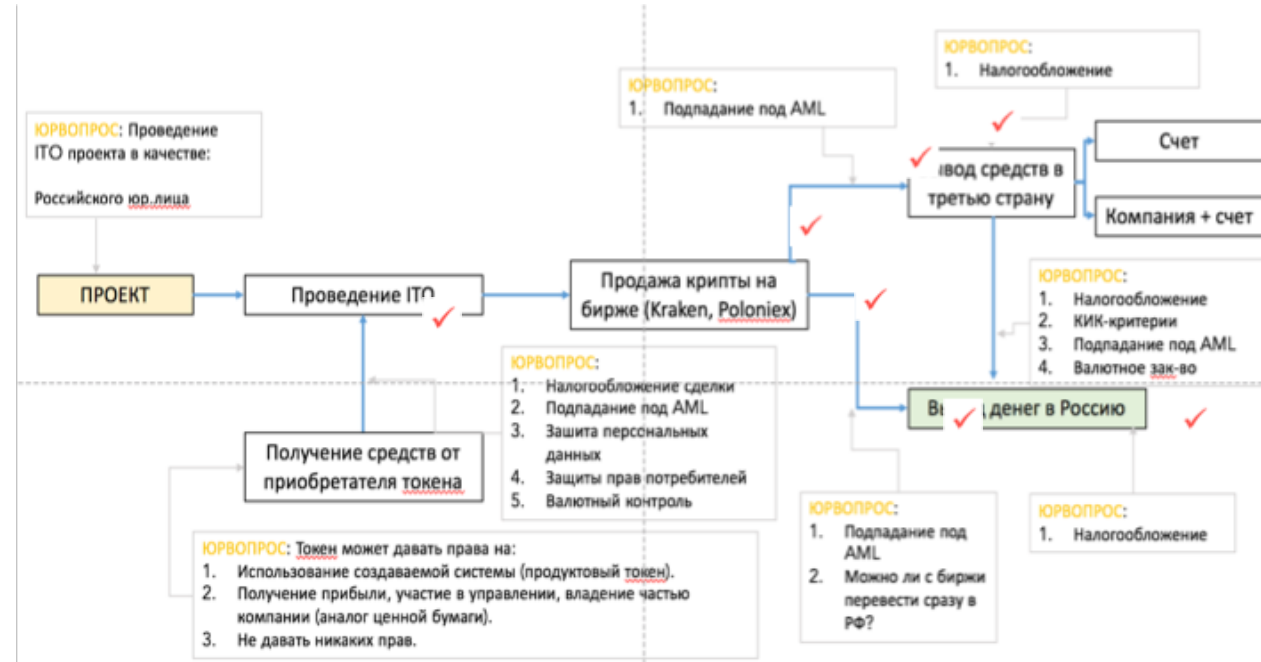 ЮРВОПРОС:
1. Налогообложение
ЮРВОПРОС:
1. Подпадание под AML
ЮРВОПРОС: Проведение
ITO проекта в качестве:
Российского юр.лица
Счет
вод средств в
третью страну
Компания + счет
ПРОЕКТ
Проведение ITO
Продажа крипты на
бирже (Kraken, Poloniex)
ЮРВОПРОС:
1. Налогообложение
2. КИК-критерии
3. Подпадание под AML
4. Валютное зак-во
ЮРВОПРОС:
1. Налогообложение сделки
2. Подпадание под AML
3. Зашита персональных
данных
4. Защиты прав потребителей
5. Валютный контроль
денег в Россию
Получение средств от
приобретателя токена
ЮРВОПРОС:
1. Подпадание под
AML
2. Можно ли с биржи
перевести сразу в
РФ?
ЮРВОПРОС:
1. Налогообложение
ЮРВОПРОС: Токен может давать права на:
1. Использование создаваемой системы (продуктовый токен).
2. Получение прибыли, участие в управлении, владение частью
компании (аналог ценной бумаги).
3. Не давать никаких прав.